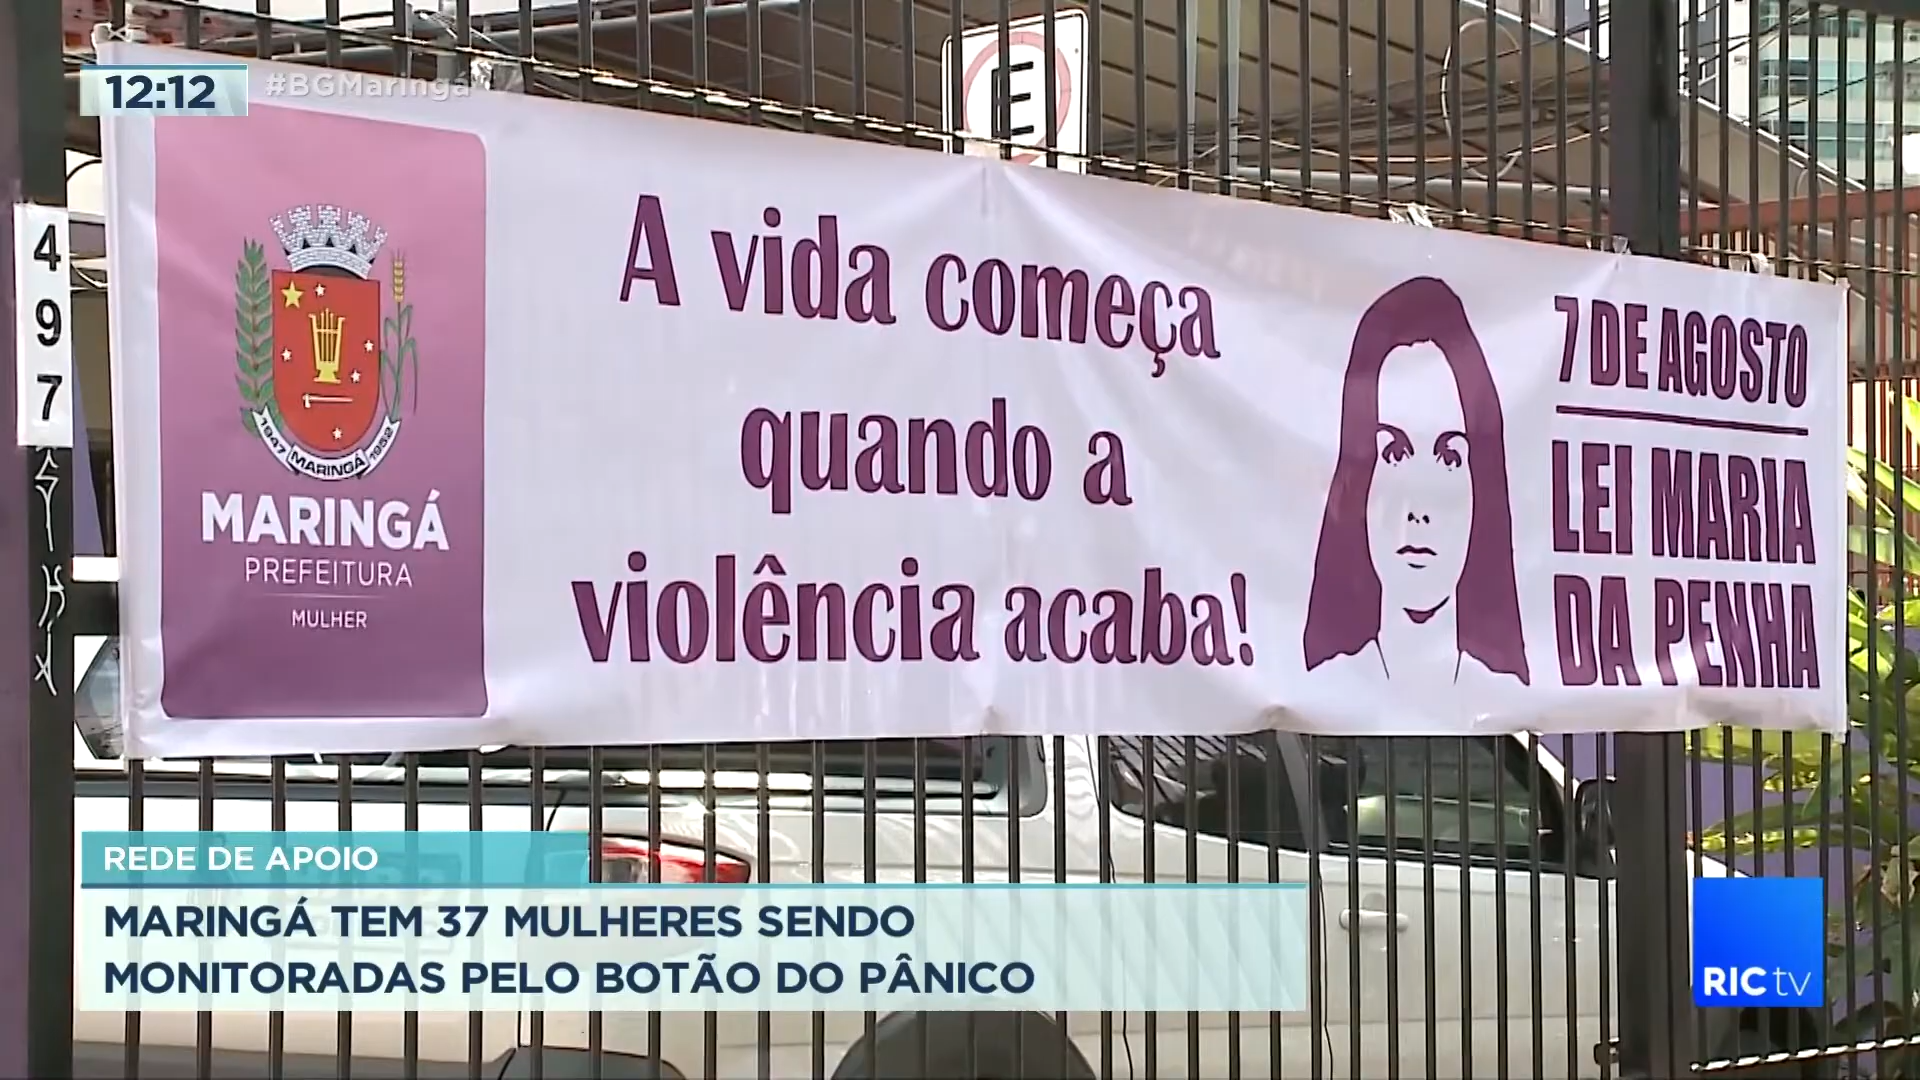 12:12
#BGMaringá
E
4
9
7
1947 MARINGÁ 1952
MARINGÁ
PREFEITURA
MULHER
A vida começa
quando a
violência acaba!
7 DE AGOSTO
LEI MARIA
DA PENHA
REDE DE APOIO
MARINGÁ TEM 37 MULHERES SENDO
MONITORADAS PELO BOTÃO DO PÂNICO
RIC tv